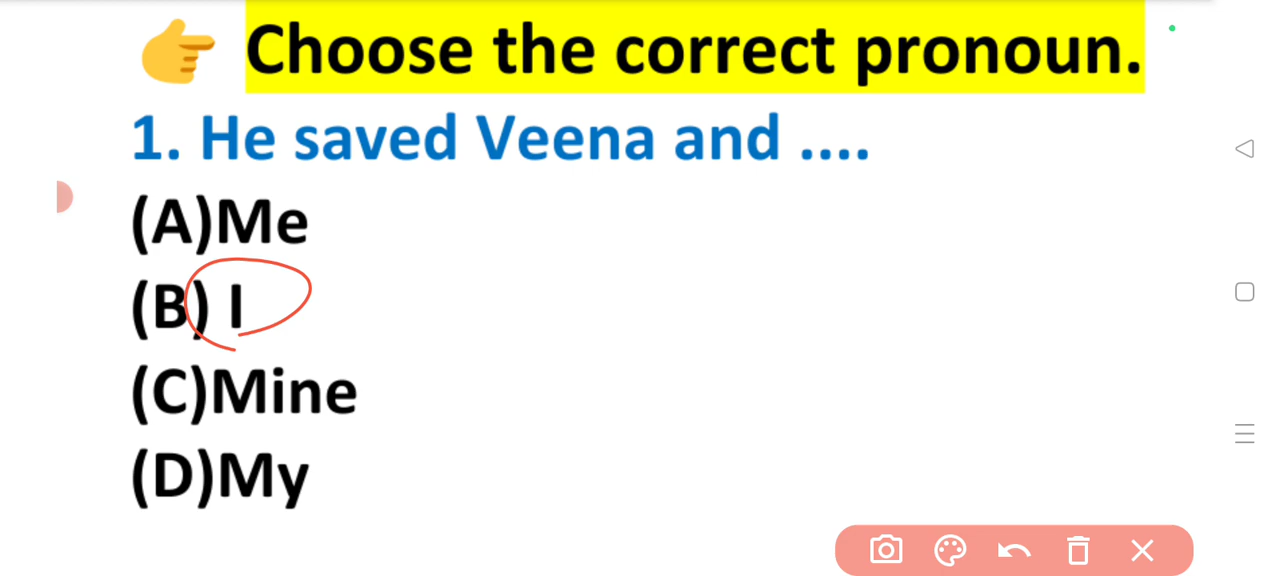 Choose the correct pronoun.
1. He saved Veena and ....
(A)Me
(B) I
(C)Mine
(D)My